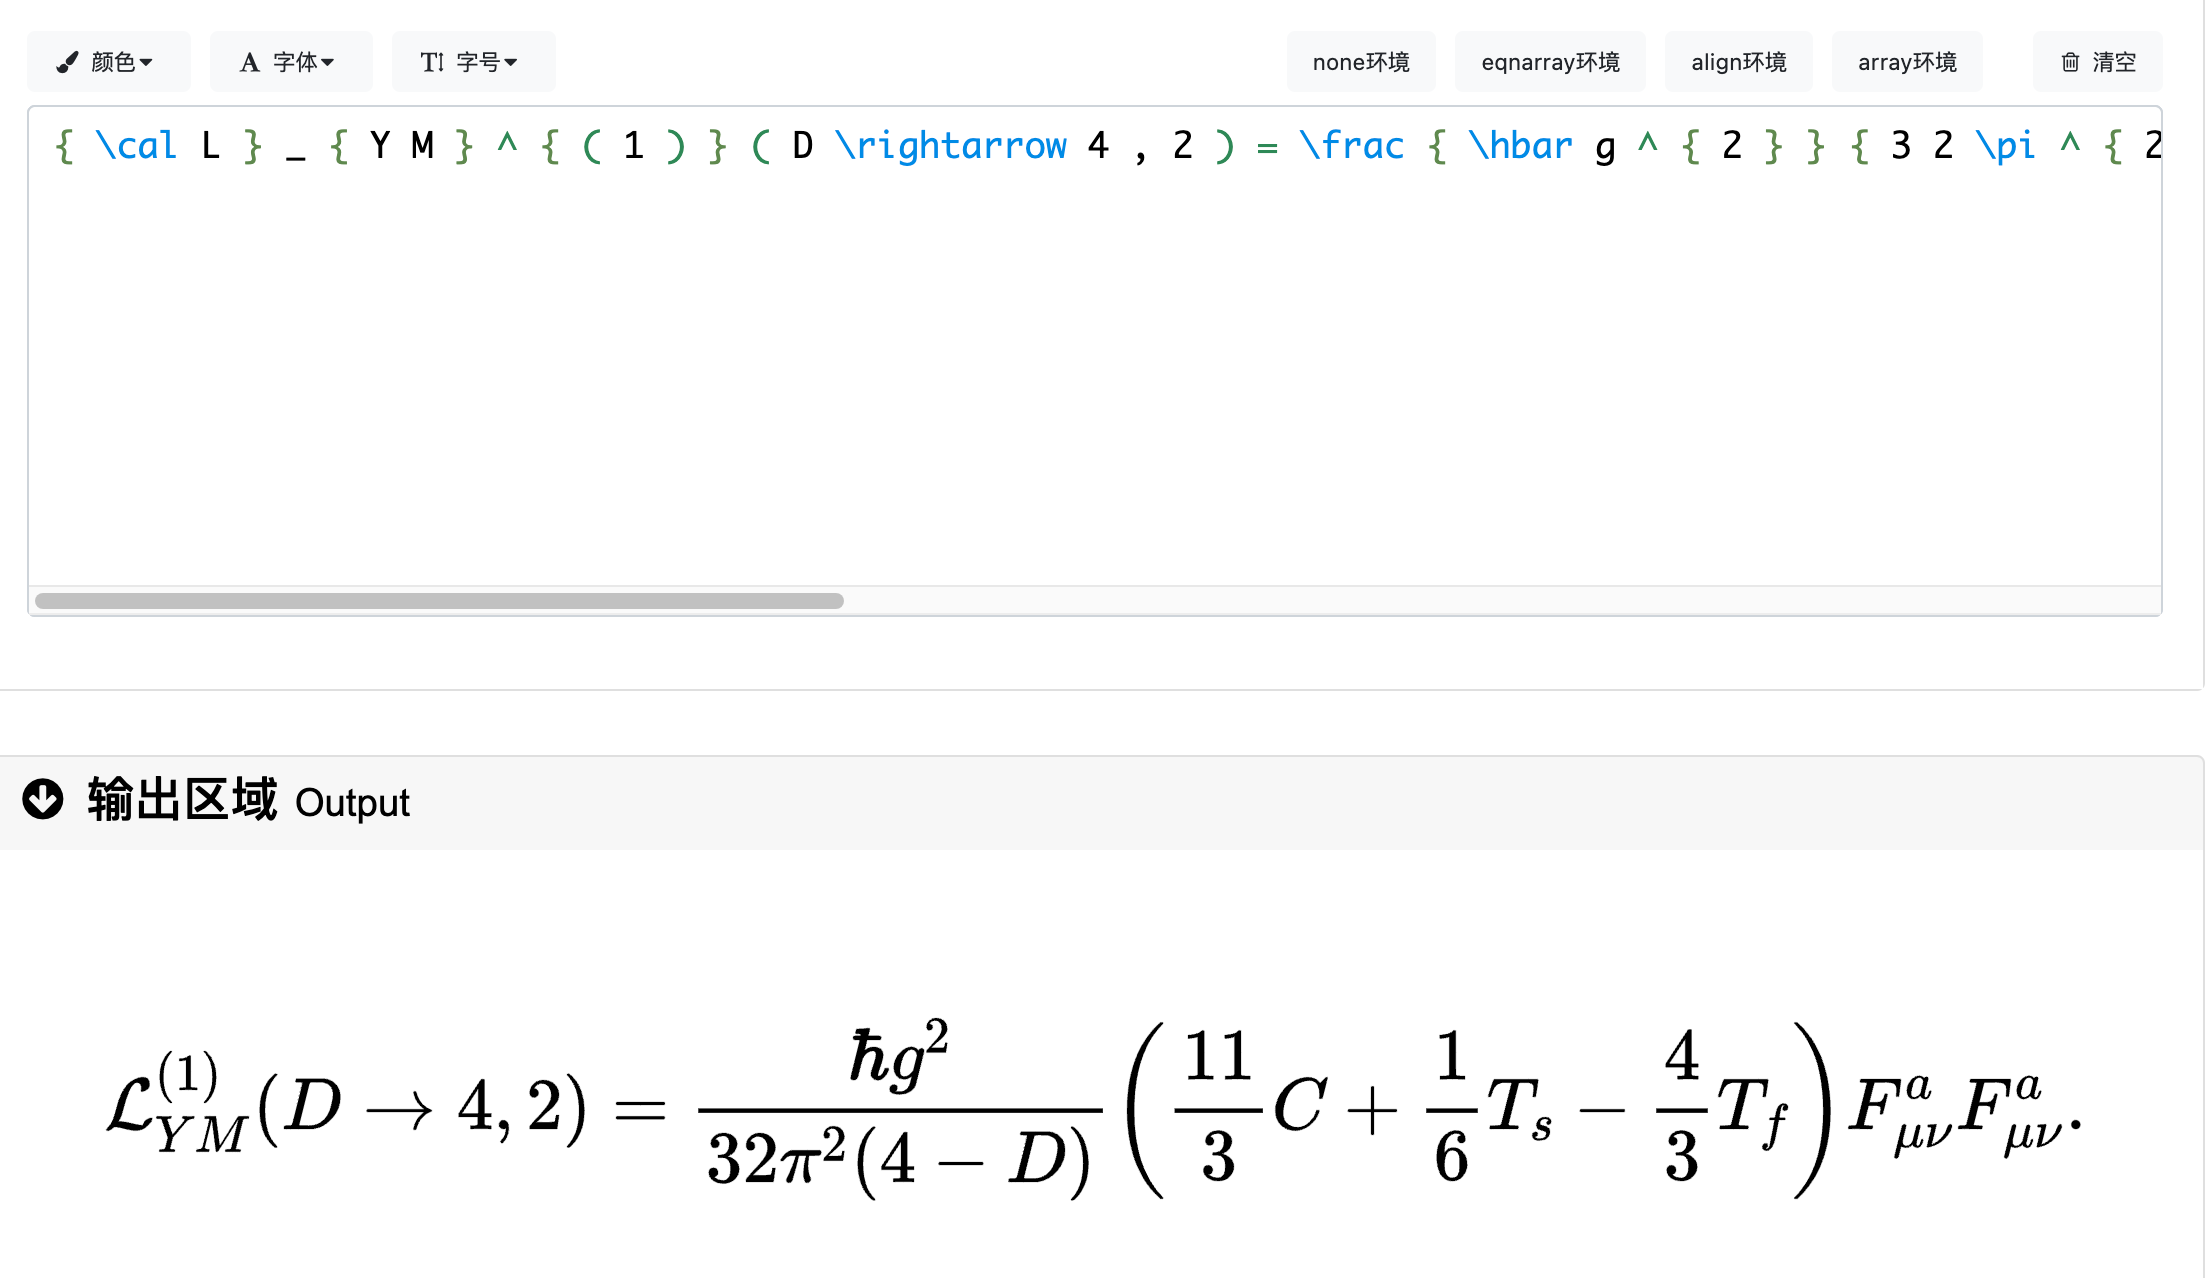 颜色 字体 字号 none环境 eqnarray环境 align环境 array环境 清空
{ \cal L } _ { Y M } ^ { ( 1 ) } ( D \rightarrow 4 , 2 ) = \frac { \hbar g ^ { 2 } } { 3 2 \pi ^ { 2
输出区域 Output
$\mathcal{L}_{YM}^{(1)}(D \rightarrow 4, 2) = \frac{\hbar g^{2}}{32\pi^{2}(4-D)} \left( \frac{11}{3} C + \frac{1}{6} T_{s} - \frac{4}{3} T_{f} \right) F_{\mu\nu}^{a} F_{\mu\nu}^{a}.$